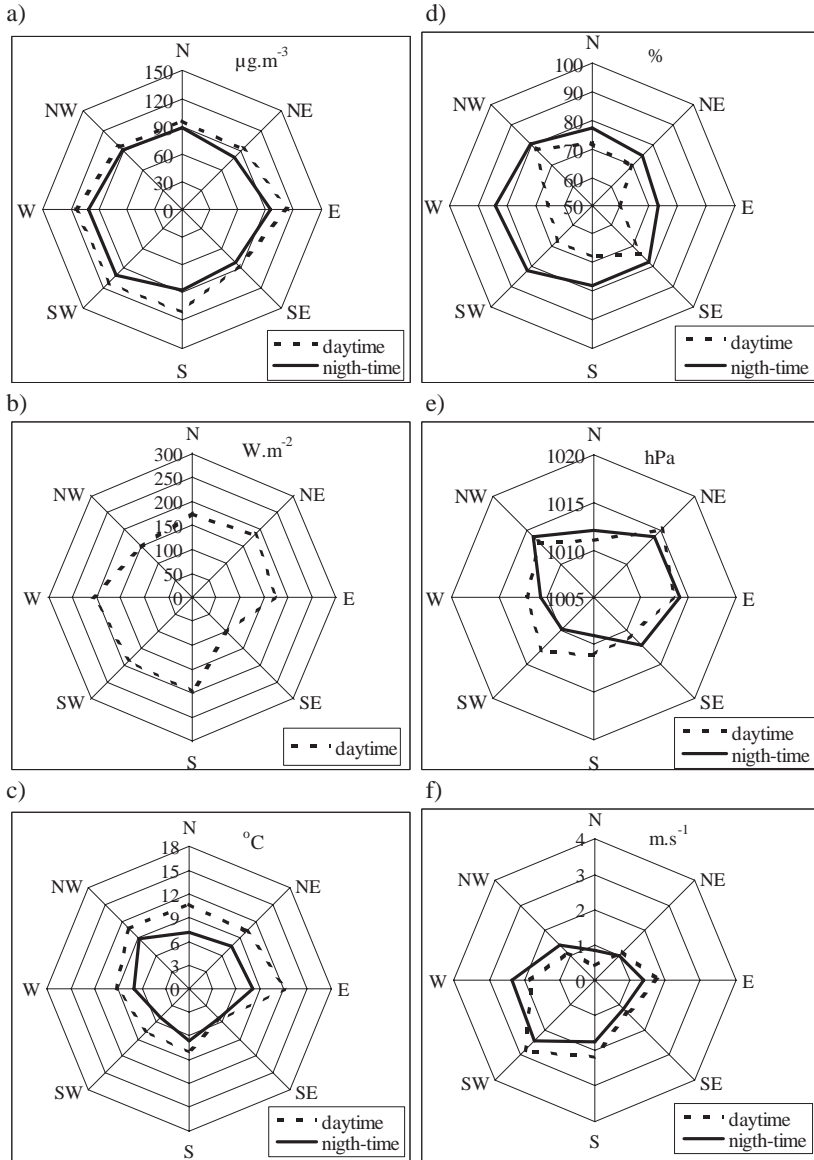 a)
µg.m-3
N
150
120
90
60
30
0
NE
E
SE
S
SW
W
NW
daytime
nigth-time
b)
W.m-2
N
300
250
200
150
100
50
0
NE
E
SE
S
SW
W
NW
daytime
c)
oC
N
18
15
12
9
6
3
0
NE
E
SE
S
SW
W
NW
daytime
nigth-time
d)
%
N
100
90
80
70
60
50
NE
E
SE
S
SW
W
NW
daytime
nigth-time
e)
hPa
N
1020
1015
1010
1005
NE
E
SE
S
SW
W
NW
daytime
nigth-time
f)
m.s-1
N
4
3
2
1
0
NE
E
SE
S
SW
W
NW
daytime
nigth-time